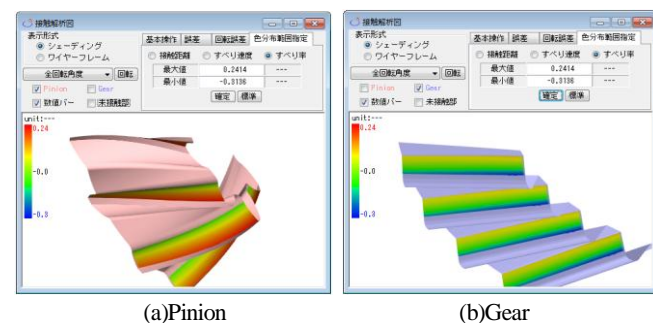 接触解析図
表示形式
シェーディング
ワイヤーフレーム
全回転角度 回転
Pinion Gear
数値バー 未接触部
基本操作 誤差 回転誤差 色分布範囲指定
接触距離 すべり速度 すべり率
最大値 0.2414 ---
最小値 -0.3136 ---
確定 標準
unit:---
0.24
-0.0
-0.3
(a)Pinion
接触解析図
表示形式
シェーディング
ワイヤーフレーム
全回転角度 回転
Pinion Gear
数値バー 未接触部
基本操作 誤差 回転誤差 色分布範囲指定
接触距離 すべり速度 すべり率
最大値 0.2414 ---
最小値 -0.3136 ---
確定 標準
unit:---
0.24
-0.0
-0.3
(b)Gear